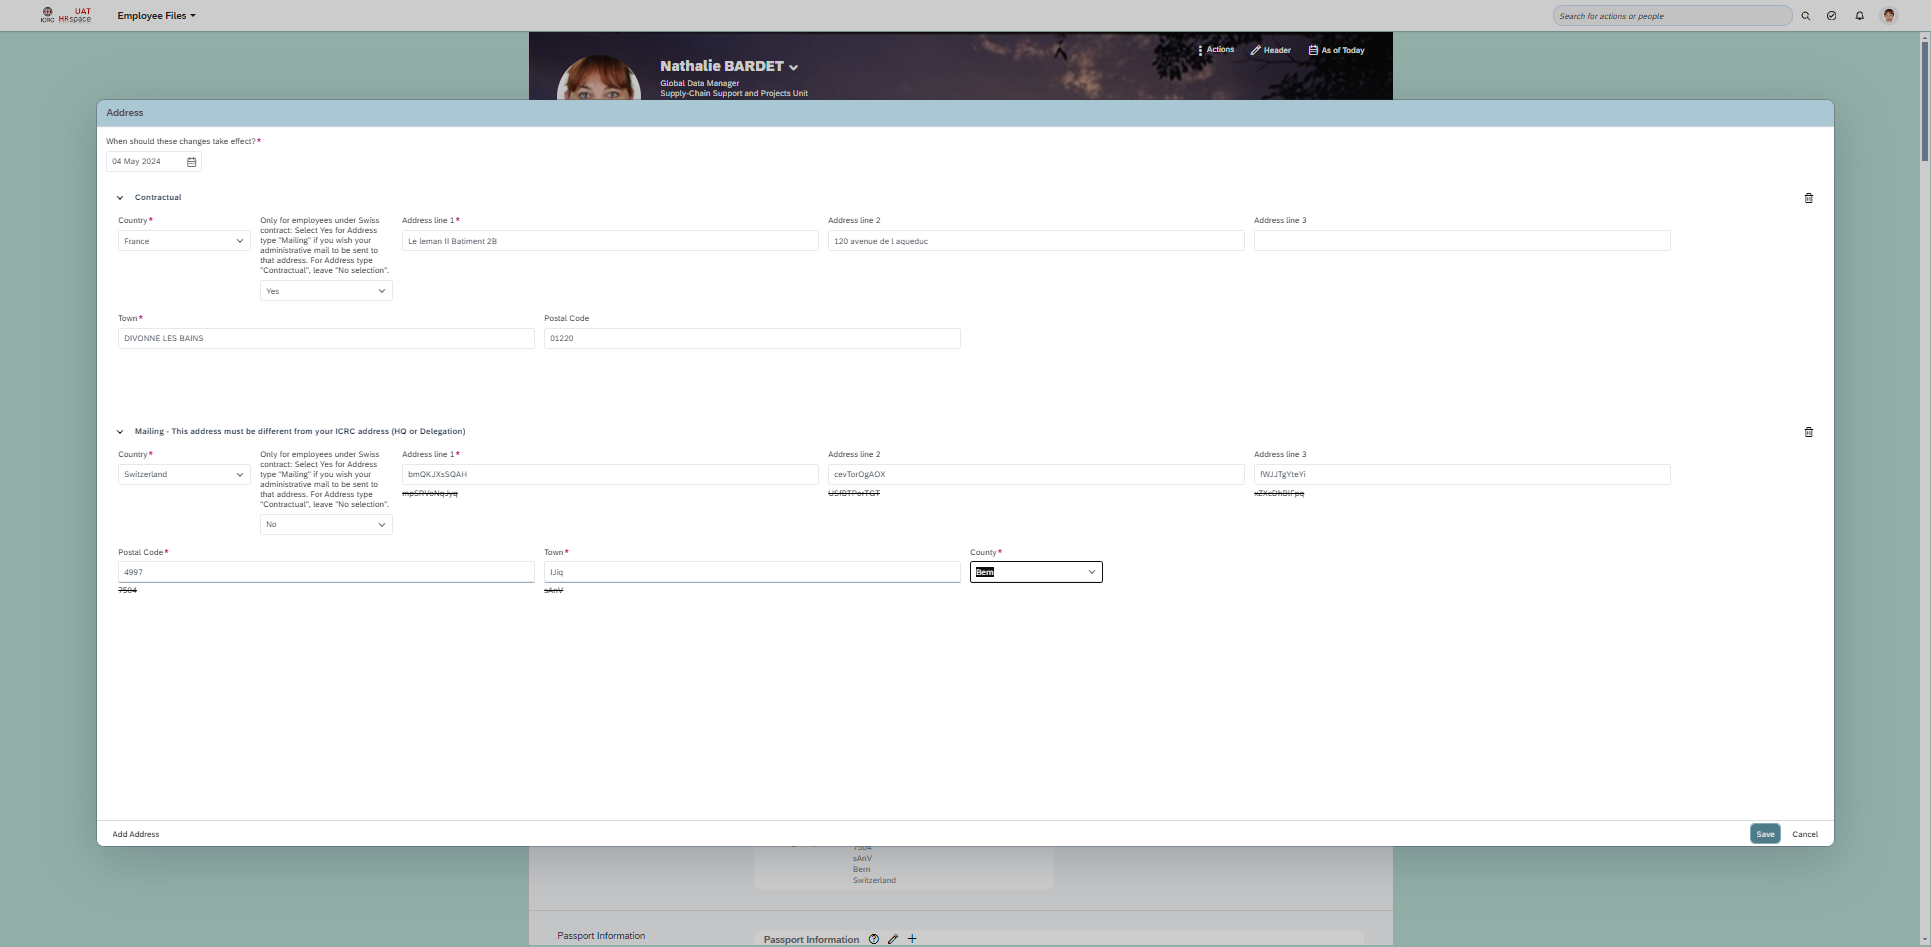 ICRC
UAT
HRspace
Employee Files
Search for actions or people
Actions
Header
As of Today
Nathalie BARDET
Global Data Manager
Supply-Chain Support and Projects Unit
Address
When should these changes take effect?*
04 May 2024
Contractual
Country*
France
Only for employees under Swiss
contract: Select Yes for Address
type "Mailing" if you wish your
administrative mail to be sent to
that address. For Address type
"Contractual", leave "No selection".
Yes
Address line 1*
Le leman II Batiment 2B
Address line 2
120 avenue de l aqueduc
Address line 3
Town*
DIVONNE LES BAINS
Postal Code
01220
Mailing - This address must be different from your ICRC address (HQ or Delegation)
Country*
Switzerland
Only for employees under Swiss
contract: Select Yes for Address
type "Mailing" if you wish your
administrative mail to be sent to
that address. For Address type
"Contractual", leave "No selection".
No
Address line 1*
bmQKJXsSQAH
Address line 2
cevTorOgAOX
USfBTPorTGT
Address line 3
fWJJTgYteYi
Postal Code*
4997
7504
Town*
IJiq
sAnV
County*
Bern
Add Address
Save
Cancel
7504
sAnV
Bern
Switzerland
Passport Information
Passport Information